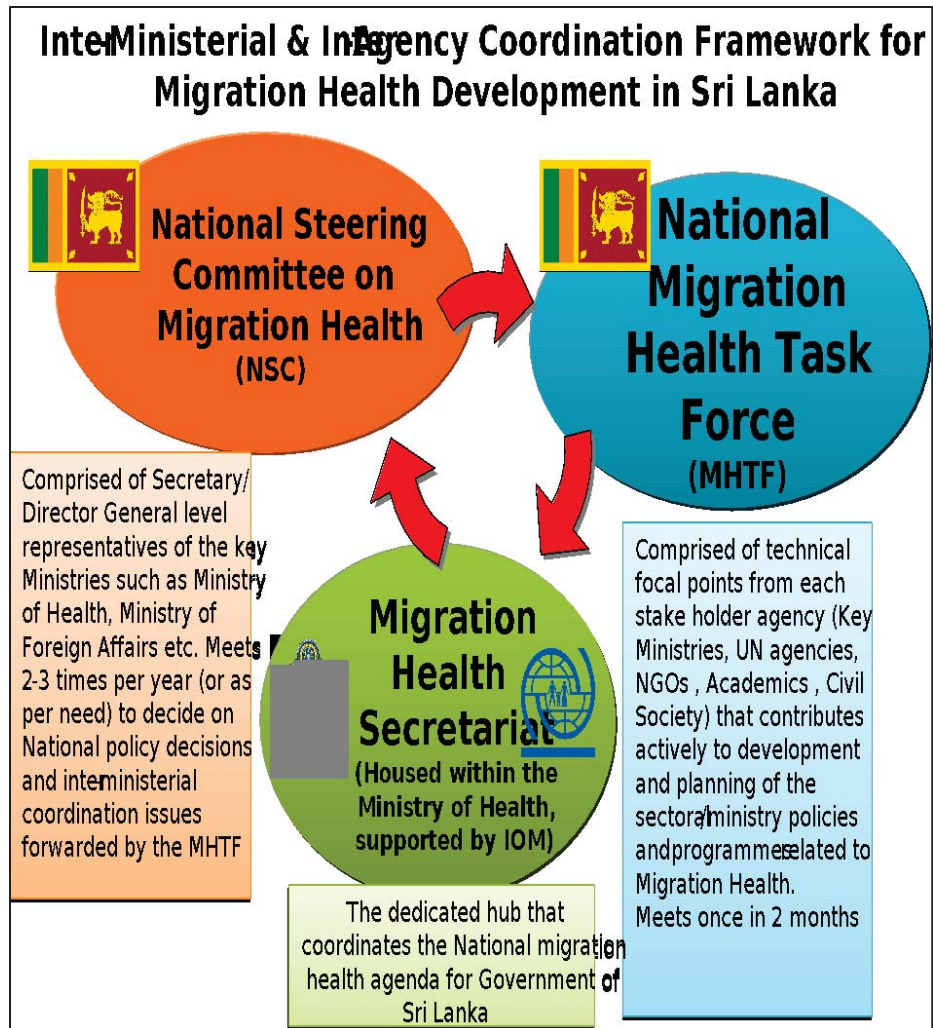 Inter-Ministerial & Inter-Agency Coordination Framework for
Migration Health Development in Sri Lanka
National Steering
Committee on
Migration Health
(NSC)
National
Migration
Health Task
Force
(MHTF)
Comprised of Secretary/
Director General level
representatives of the key
Ministries such as Ministry
of Health, Ministry of
Foreign Affairs etc. Meets
2-3 times per year (or as
per need) to decide on
National policy decisions
and inter-ministerial
coordination issues
forwarded by the MHTF
Migration
Health
Secretariat
(Housed within the
Ministry of Health,
supported by IOM)
The dedicated hub that
coordinates the National migration
health agenda for Government of
Sri Lanka
Comprised of technical
focal points from each
stake holder agency (Key
Ministries, UN agencies,
NGOs , Academics , Civil
Society) that contributes
actively to development
and planning of the
sectoral/ministry policies
and programmes related to
Migration Health.
Meets once in 2 months